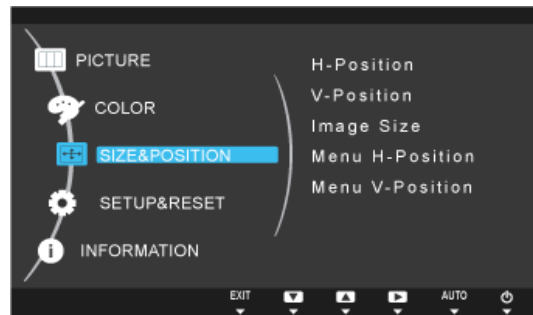 PICTURE
COLOR
SIZE&POSITION
SETUP&RESET
INFORMATION
H-Position
V-Position
Image Size
Menu H-Position
Menu V-Position
EXIT
AUTO